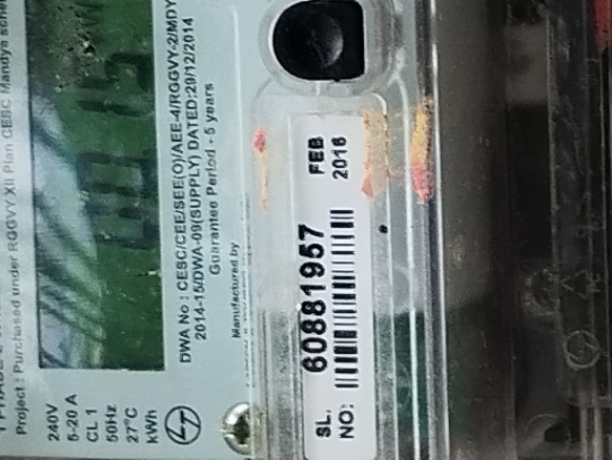 Project : Purchased under RGGVY XII Plan CESC Mandya
240V
5-20 A
CL 1
50Hz
27°C
kWh
DWA No : CESC/CEE/SEE(O)/AEE-4/RGGVY-2/MDY
2014-15/DWA-09(SUPPLY) DATED:29/12/2014
Guarantee Period - 5 years
Manufactured by
SL. NO: 60881957
FEB 2016